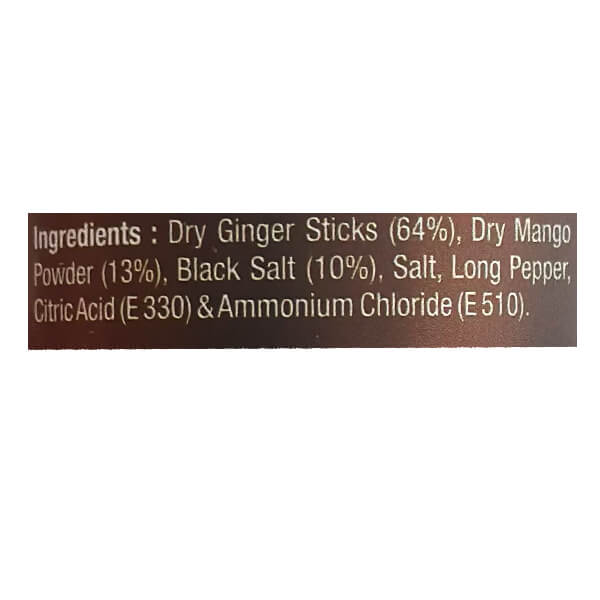 Ingredients : Dry Ginger Sticks (64%), Dry Mango
Powder (13%), Black Salt (10%), Salt, Long Pepper,
Citric Acid (E 330) & Ammonium Chloride (E 510).